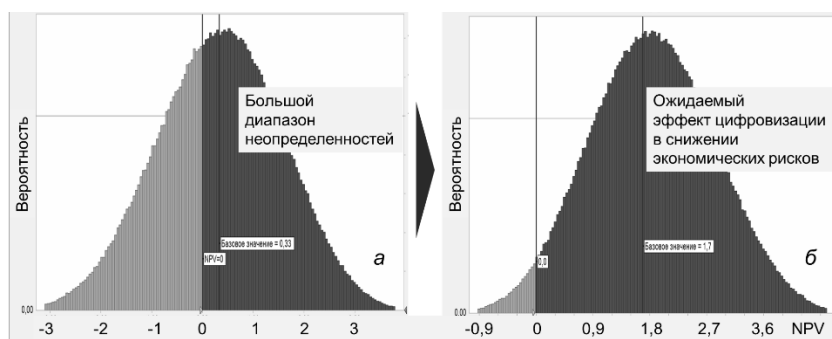 Вероятность
Большой
диапазон
неопределенностей
Базовое значение = 0,33
NPV=0
а
0,00
-3
-2
-1
0
1
2
3
Вероятность
Ожидаемый
эффект цифровизации
в снижении
экономических рисков
Базовое значение = 1,7
0,0
б
0,00
-0,9
0
0,9
1,8
2,7
3,6
NPV